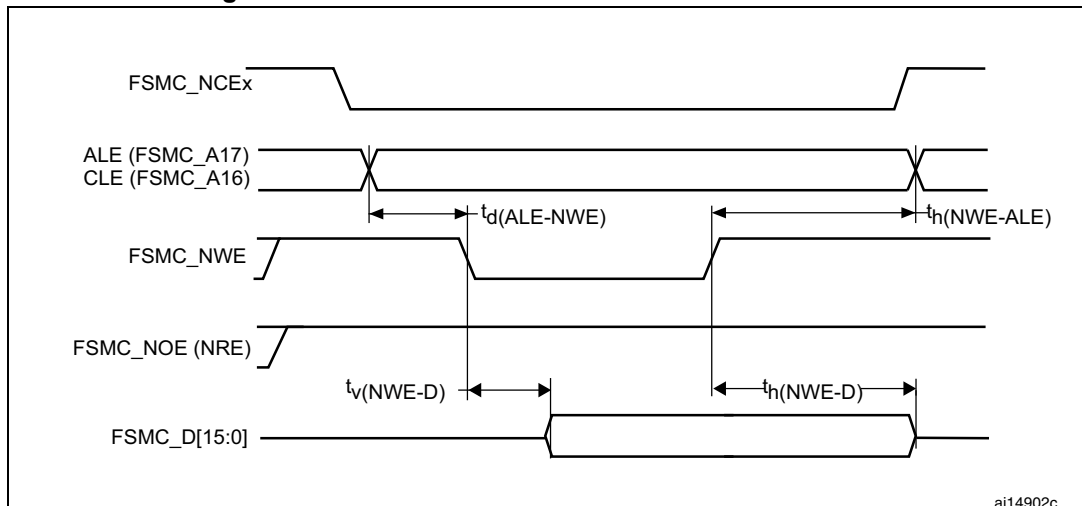 FSMC_NCEx
ALE (FSMC_A17)
CLE (FSMC_A16)
td(ALE-NWE)
th(NWE-ALE)
FSMC_NWE
FSMC_NOE (NRE)
tv(NWE-D)
th(NWE-D)
FSMC_D[15:0]
ai14902c